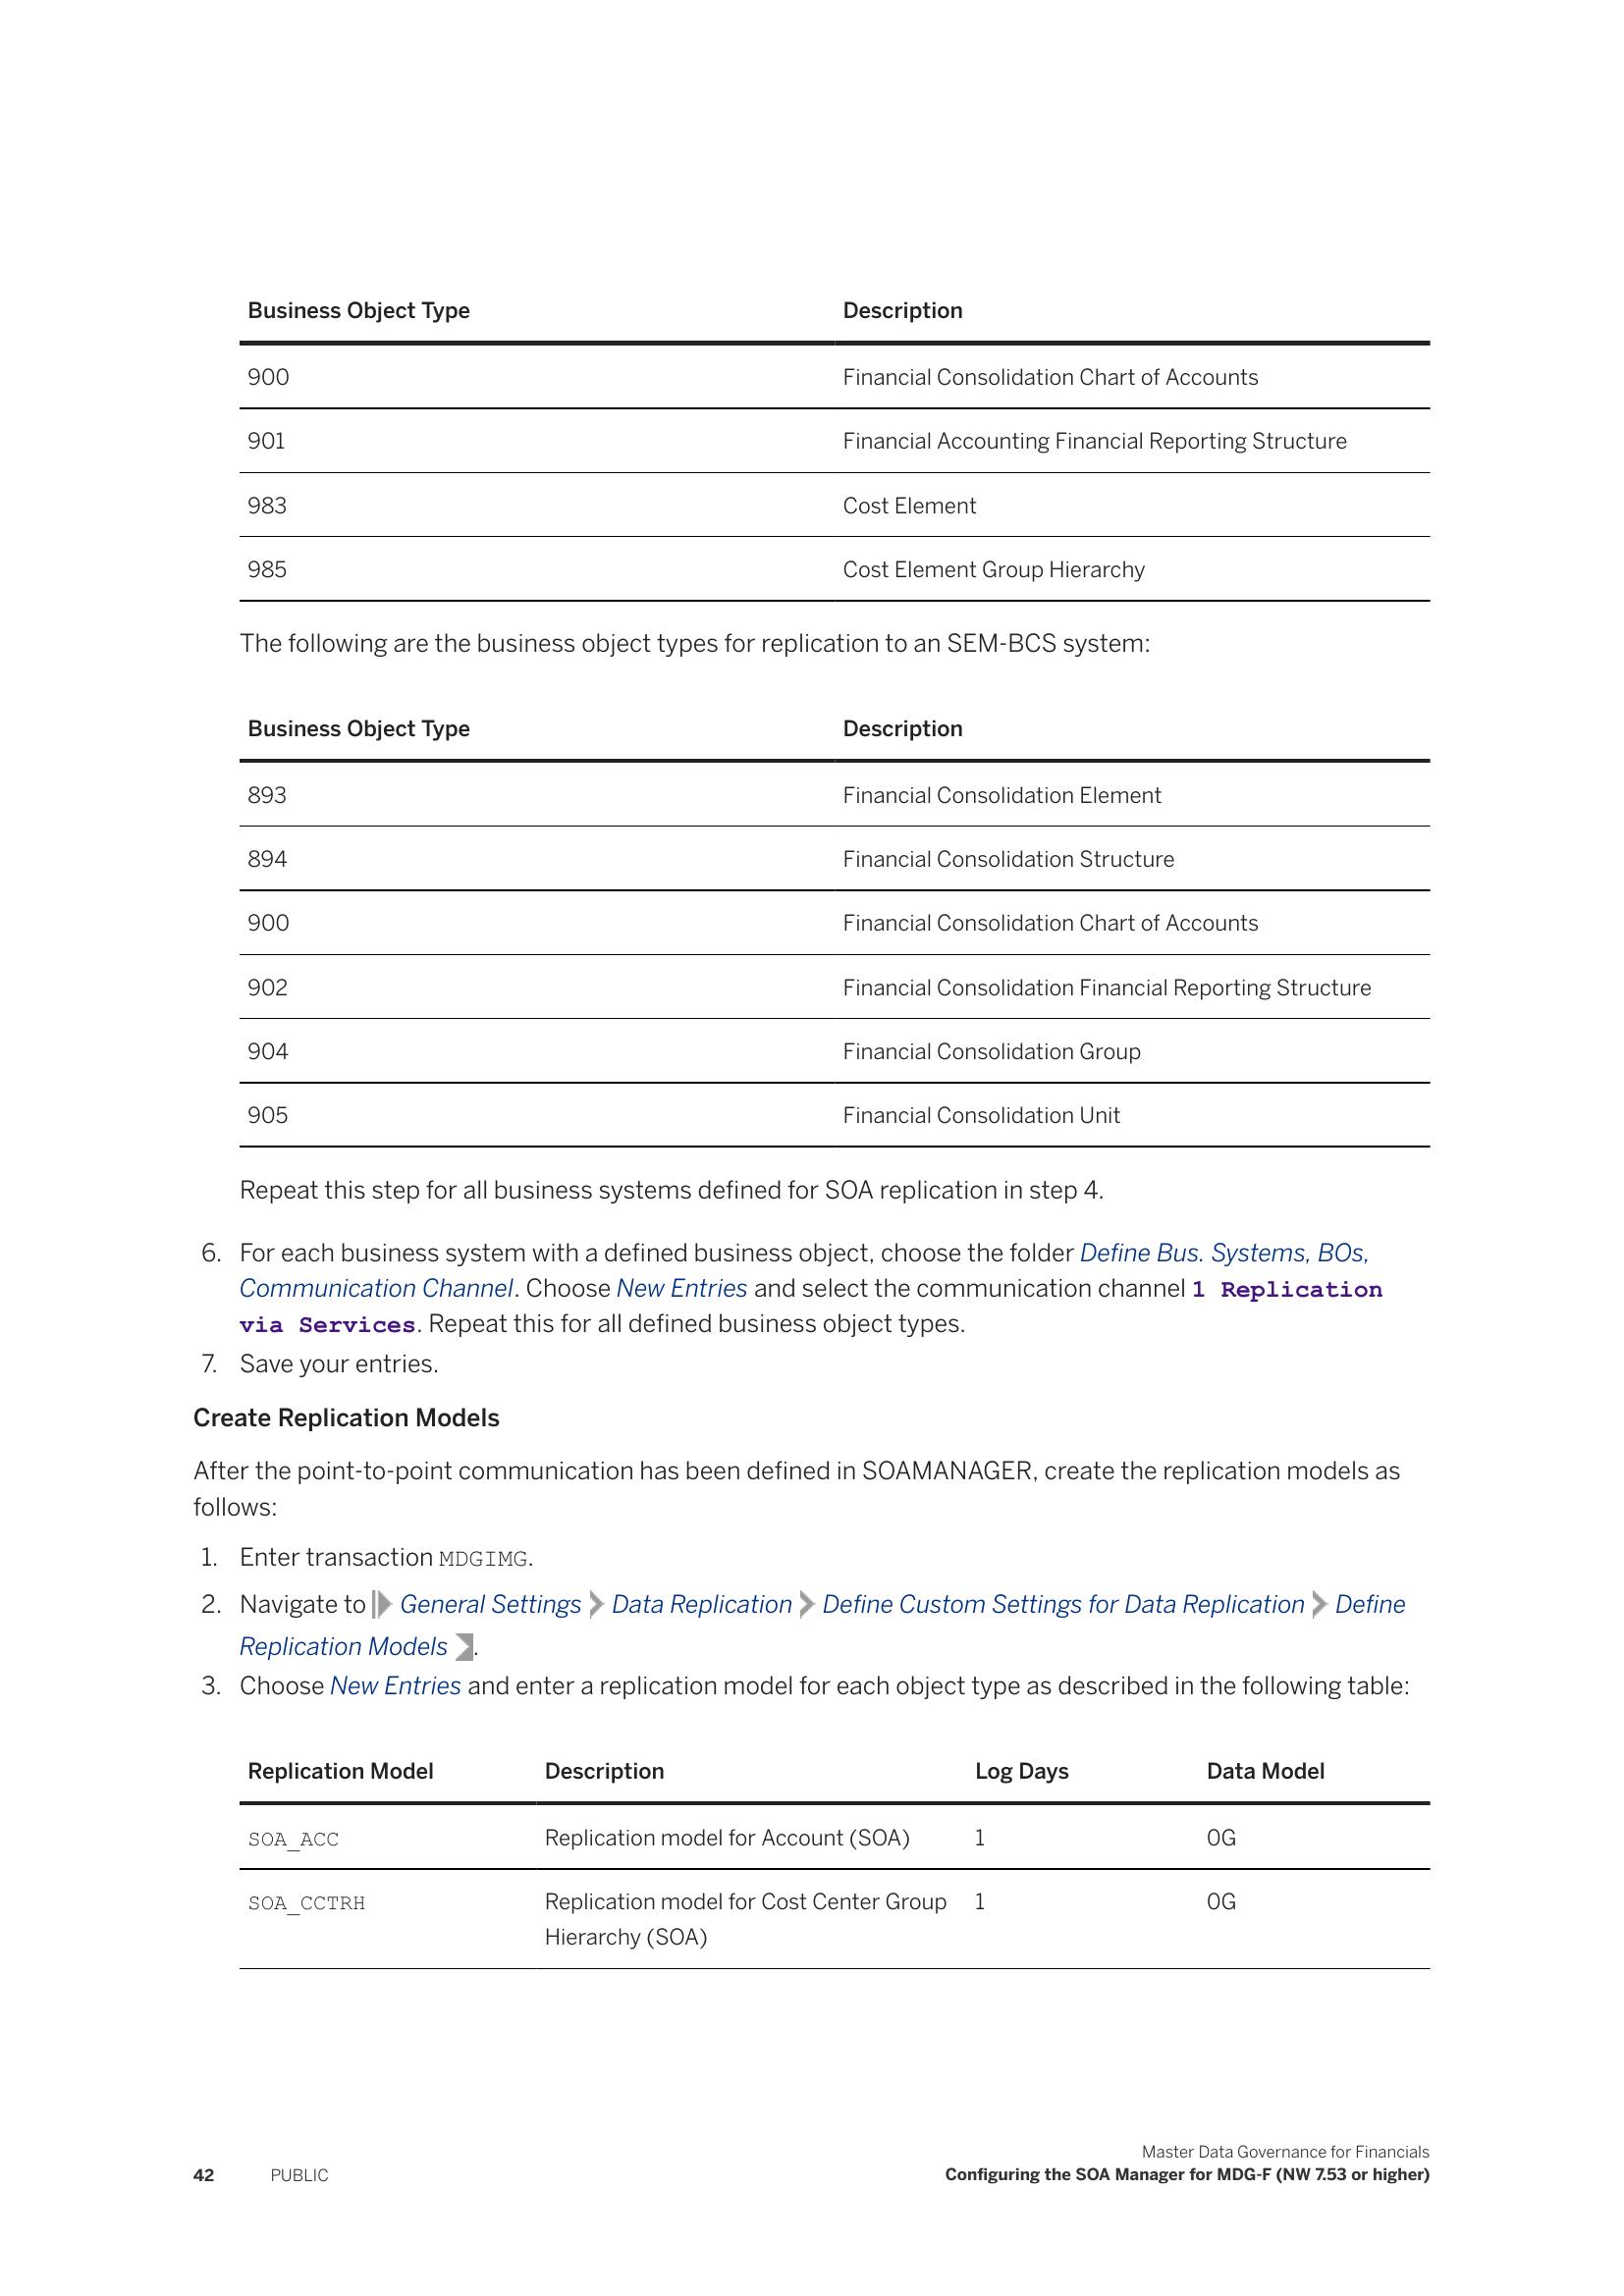 Business Object Type Description
900 Financial Consolidation Chart of Accounts
901 Financial Accounting Financial Reporting Structure
983 Cost Element
985 Cost Element Group Hierarchy
The following are the business object types for replication to an SEM-BCS system:
Business Object Type Description
893 Financial Consolidation Element
894 Financial Consolidation Structure
900 Financial Consolidation Chart of Accounts
902 Financial Consolidation Financial Reporting Structure
904 Financial Consolidation Group
905 Financial Consolidation Unit
Repeat this step for all business systems defined for SOA replication in step 4.
6. For each business system with a defined business object, choose the folder Define Bus. Systems, BOs,
Communication Channel. Choose New Entries and select the communication channel 1 Replication
via Services. Repeat this for all defined business object types.
7. Save your entries.
Create Replication Models
After the point-to-point communication has been defined in SOAMANAGER, create the replication models as
follows:
1. Enter transaction MDGIMG.
2. Navigate to General Settings Data Replication Define Custom Settings for Data Replication Define
Replication Models .
3. Choose New Entries and enter a replication model for each object type as described in the following table:
Replication Model Description Log Days Data Model
SOA_ACC Replication model for Account (SOA) 1 0G
SOA_CCTRH Replication model for Cost Center Group 1 0G
Hierarchy (SOA)
Master Data Governance for Financials
42 PUBLIC Configuring the SOA Manager for MDG-F (NW 7.53 or higher)